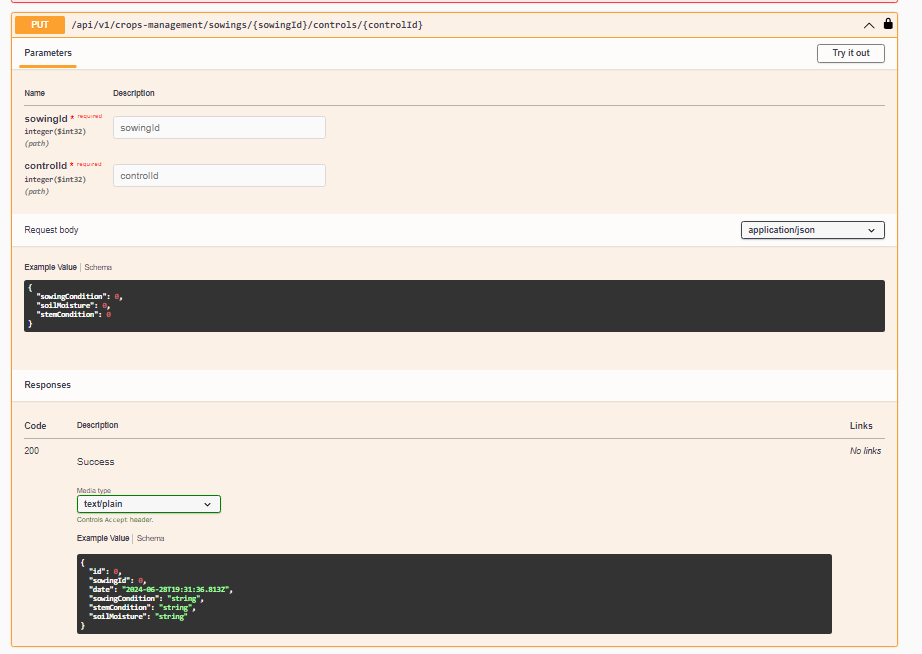 PUT /api/v1/crops-management/sowings/{sowingId}/controls/{controlId}
Parameters Try it out
Name Description
sowingId * required
integer($int32)
(path)
sowingId
controlId * required
integer($int32)
(path)
controlId
Request body application/json
Example Value | Schema
{
"sowingCondition": 0,
"soilMoisture": 0,
"stemCondition": 0
}
Responses
Code Description Links
200 No links
Success
Media type
text/plain
Controls Accept header.
Example Value | Schema
{
"id": 0,
"sowingId": 0,
"date": "2024-06-28T19:31:36.813Z",
"sowingCondition": "string",
"stemCondition": "string",
"soilMoisture": "string"
}